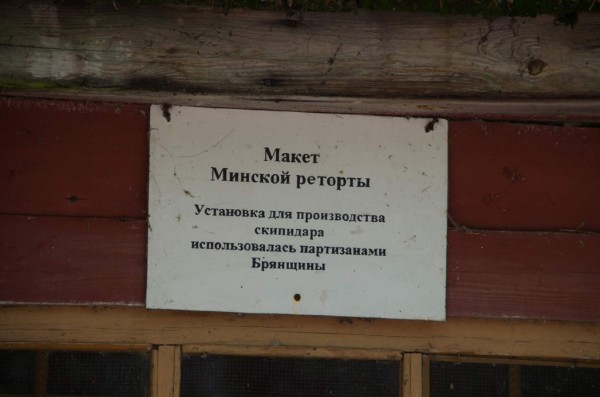 Макет
Минской реторты
Установка для производства
скипидара
использовалась партизанами
Брянщины